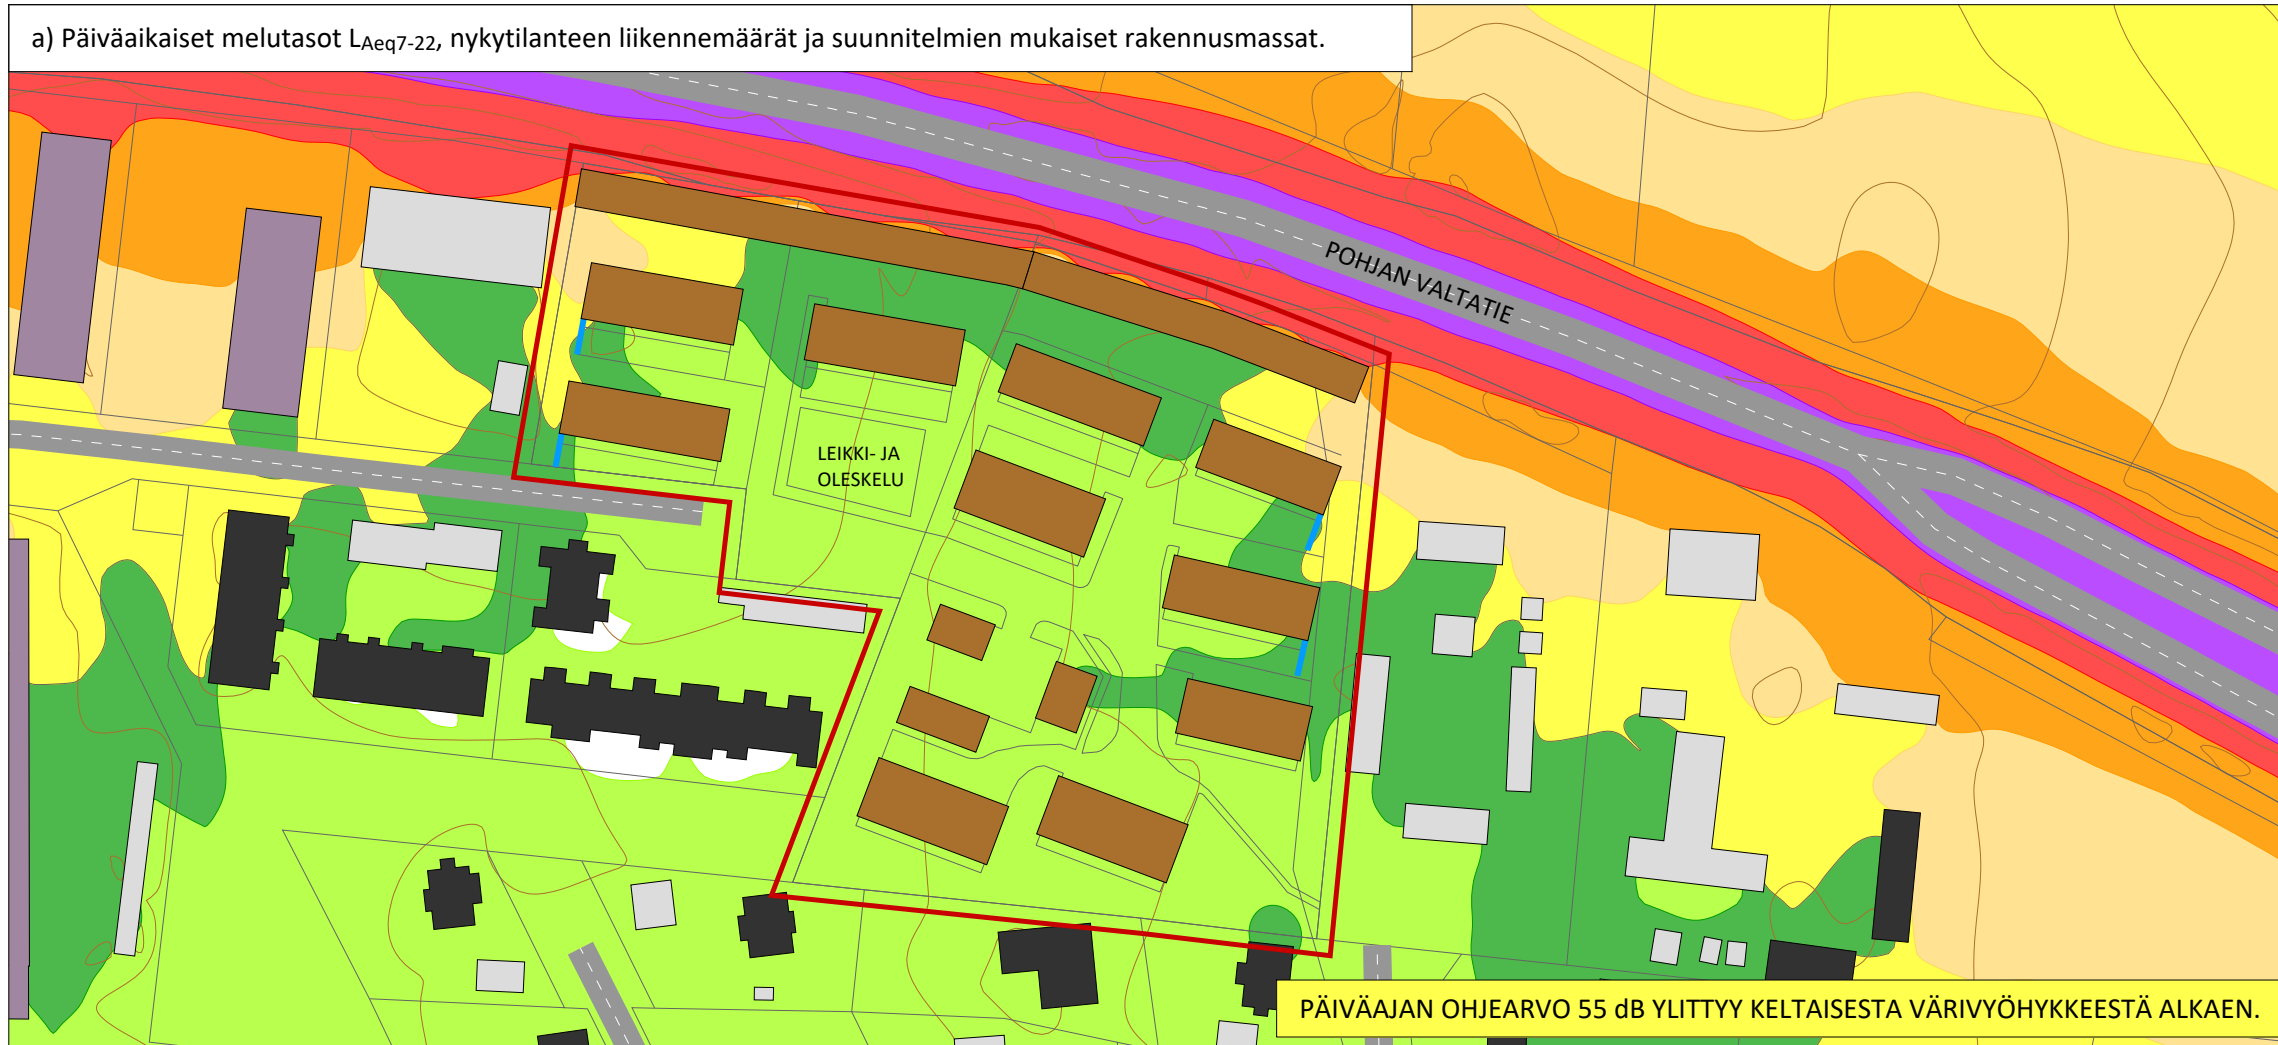 a) Päiväaikaiset melutasot LAeq7-22, nykytilanteen liikennemäärät ja suunnitelmien mukaiset rakennusmassat.
POHJAN VALTATIE
LEIKKI- JA
OLESKELU
PÄIVÄAJAN OHJEARVO 55 dB YLITTYY KELTAISESTA VÄRIVYÖHYKKEESTÄ ALKAEN.